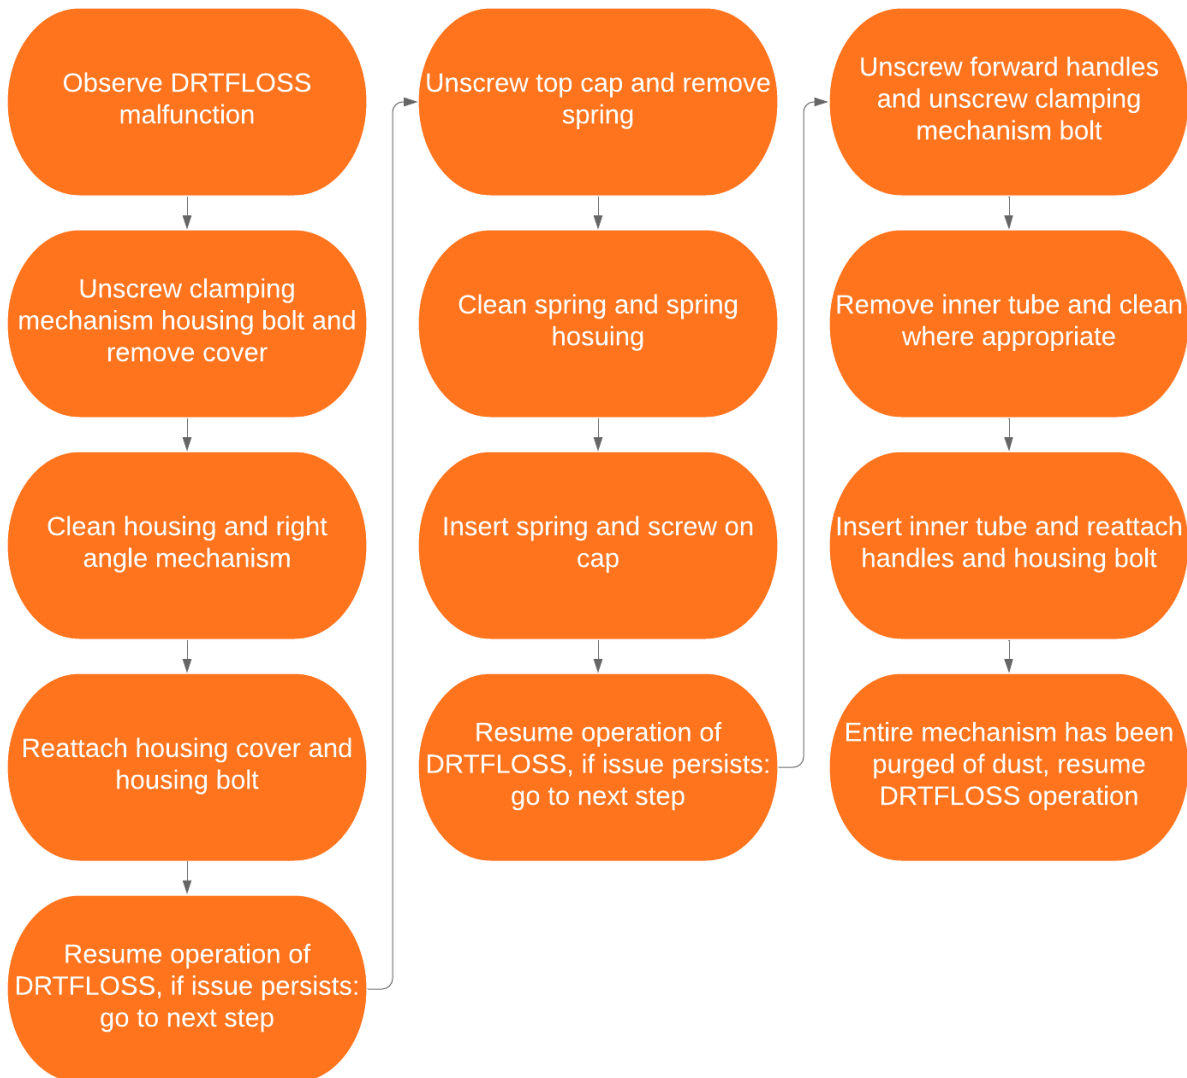 Observe DRTFLOSS
malfunction
Unscrew clamping
mechanism housing bolt and
remove cover
Clean housing and right
angle mechanism
Reattach housing cover and
housing bolt
Resume operation of
DRTFLOSS, if issue persists:
go to next step
Unscrew top cap and remove
spring
Clean spring and spring
hosuing
Insert spring and screw on
cap
Resume operation of
DRTFLOSS, if issue persists:
go to next step
Unscrew forward handles
and unscrew clamping
mechanism bolt
Remove inner tube and clean
where appropriate
Insert inner tube and reattach
handles and housing bolt
Entire mechanism has been
purged of dust, resume
DRTFLOSS operation